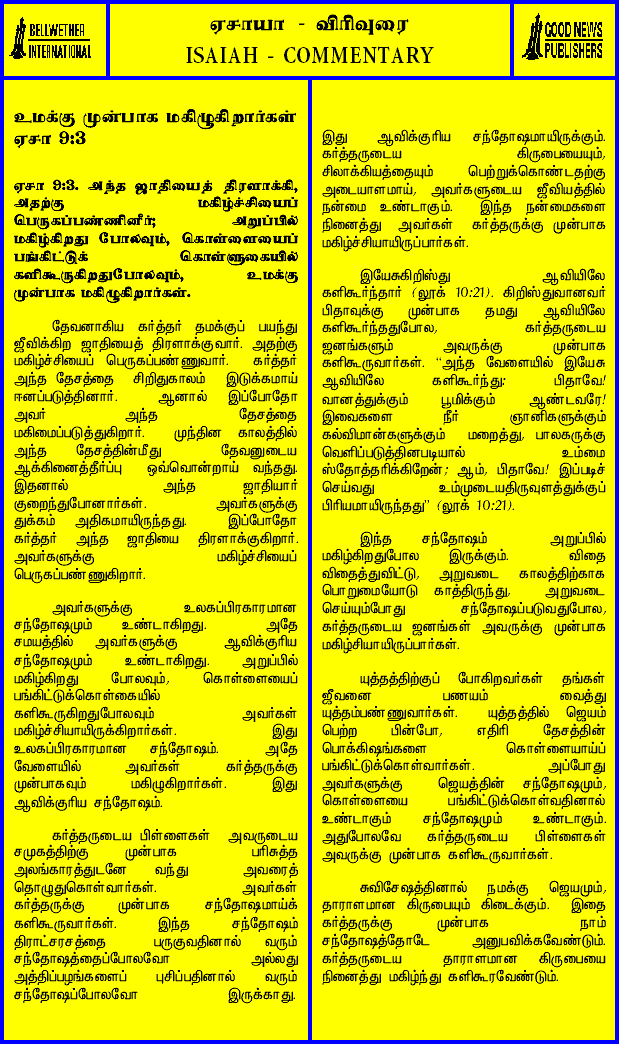 BELLWETHER
INTERNATIONAL
ஏசாயா - விரிவுரை
ISAIAH - COMMENTARY
GOOD NEWS
PUBLISHERS
உமக்கு முன்பாக மகிழுகிறார்கள்
ஏசா 9:3
ஏசா 9:3. அந்த ஜாதியைத் திரளாக்கி,
அதற்கு மகிழ்ச்சியைப்
பெருகப்பண்ணினீர்; அறுப்பில்
மகிழ்கிறது போலவும், கொள்ளையைப்
பங்கிட்டுக் கொள்ளுகையில்
களிகூருகிறதுபோலவும், உமக்கு
முன்பாக மகிழுகிறார்கள்.
தேவனாகிய கர்த்தர் தமக்குப் பயந்து
ஜீவிக்கிற ஜாதியைத் திரளாக்குவார். அதற்கு
மகிழ்ச்சியைப் பெருகப்பண்ணுவார். கர்த்தர்
அந்த தேசத்தை சிறிதுகாலம் இடுக்கமாய்
ஈனப்படுத்தினார். ஆனால் இப்போதோ
அவர் அந்த தேசத்தை
மகிமைப்படுத்துகிறார். முந்தின காலத்தில்
அந்த தேசத்தின்மீது தேவனுடைய
ஆக்கினைத்தீர்ப்பு ஒவ்வொன்றாய் வந்தது.
இதனால் அந்த ஜாதியார்
குறைந்துபோனார்கள். அவர்களுக்கு
துக்கம் அதிகமாயிருந்தது. இப்போதோ
கர்த்தர் அந்த ஜாதியை திரளாக்குகிறார்.
அவர்களுக்கு மகிழ்ச்சியைப்
பெருகப்பண்ணுகிறார்.
அவர்களுக்கு உலகப்பிரகாரமான
சந்தோஷமும் உண்டாகிறது. அதே
சமயத்தில் அவர்களுக்கு ஆவிக்குரிய
சந்தோஷமும் உண்டாகிறது. அறுப்பில்
மகிழ்கிறது போலவும், கொள்ளையைப்
பங்கிட்டுக்கொள்கையில்
களிகூருகிறதுபோலவும் அவர்கள்
மகிழ்ச்சியாயிருக்கிறார்கள். இது
உலகப்பிரகாரமான சந்தோஷம். அதே
வேளையில் அவர்கள் கர்த்தருக்கு
முன்பாகவும் மகிழுகிறார்கள். இது
ஆவிக்குரிய சந்தோஷம்.
கர்த்தருடைய பிள்ளைகள் அவருடைய
சமுகத்திற்கு முன்பாக பரிசுத்த
அலங்காரத்துடனே வந்து அவரைத்
தொழுதுகொள்வார்கள். அவர்கள்
கர்த்தருக்கு முன்பாக சந்தோஷமாய்க்
களிகூருவார்கள். இந்த சந்தோஷம்
திராட்சரசத்தை பருகுவதினால் வரும்
சந்தோஷத்தைப்போலவோ அல்லது
அத்திப்பழங்களைப் புசிப்பதினால் வரும்
சந்தோஷப்போலவோ இருக்காது.
இது ஆவிக்குரிய சந்தோஷமாயிருக்கும்.
கர்த்தருடைய கிருபையையும்,
சிலாக்கியத்தையும் பெற்றுக்கொண்டதற்கு
அடையாளமாய், அவர்களுடைய ஜீவியத்தில்
நன்மை உண்டாகும். இந்த நன்மைகளை
நினைத்து அவர்கள் கர்த்தருக்கு முன்பாக
மகிழ்ச்சியாயிருப்பார்கள்.
இயேசுகிறிஸ்து ஆவியிலே
களிகூர்ந்தார் (லூக் 10:21). கிறிஸ்துவானவர்
பிதாவுக்கு முன்பாக தமது ஆவியிலே
களிகூர்ந்ததுபோல, கர்த்தருடைய
ஜனங்களும் அவருக்கு முன்பாக
களிகூருவார்கள். “அந்த வேளையில் இயேசு
ஆவியிலே களிகூர்ந்து: பிதாவே!
வானத்துக்கும் பூமிக்கும் ஆண்டவரே!
இவைகளை நீர் ஞானிகளுக்கும்
கல்விமான்களுக்கும் மறைத்து, பாலகருக்கு
வெளிப்படுத்தினபடியால் உம்மை
ஸ்தோத்தரிக்கிறேன்; ஆம், பிதாவே! இப்படிச்
செய்வது உம்முடையதிருவுளத்துக்குப்
பிரியமாயிருந்தது” (லூக் 10:21).
இந்த சந்தோஷம் அறுப்பில்
மகிழ்கிறதுபோல இருக்கும். விதை
விதைத்துவிட்டு, அறுவடை காலத்திற்காக
பொறுமையோடு காத்திருந்து, அறுவடை
செய்யும்போது சந்தோஷப்படுவதுபோல,
கர்த்தருடைய ஜனங்கள் அவருக்கு முன்பாக
மகிழ்ச்சியாயிருப்பார்கள்.
யுத்தத்திற்குப் போகிறவர்கள் தங்கள்
ஜீவனை பணயம் வைத்து
யுத்தம்பண்ணுவார்கள். யுத்தத்தில் ஜெயம்
பெற்ற பின்போ, எதிரி தேசத்தின்
பொக்கிஷங்களை கொள்ளையாய்ப்
பங்கிட்டுக்கொள்வார்கள். அப்போது
அவர்களுக்கு ஜெயத்தின் சந்தோஷமும்,
கொள்ளையை பங்கிட்டுக்கொள்வதினால்
உண்டாகும் சந்தோஷமும் உண்டாகும்.
அதுபோலவே கர்த்தருடைய பிள்ளைகள்
அவருக்கு முன்பாக களிகூருவார்கள்.
சுவிசேஷத்தினால் நமக்கு ஜெயமும்,
தாராளமான கிருபையும் கிடைக்கும். இதை
கர்த்தருக்கு முன்பாக நாம்
சந்தோஷத்தோடே அனுபவிக்கவேண்டும்.
கர்த்தருடைய தாராளமான கிருபையை
நினைத்து மகிழ்ந்து களிகூரவேண்டும்.